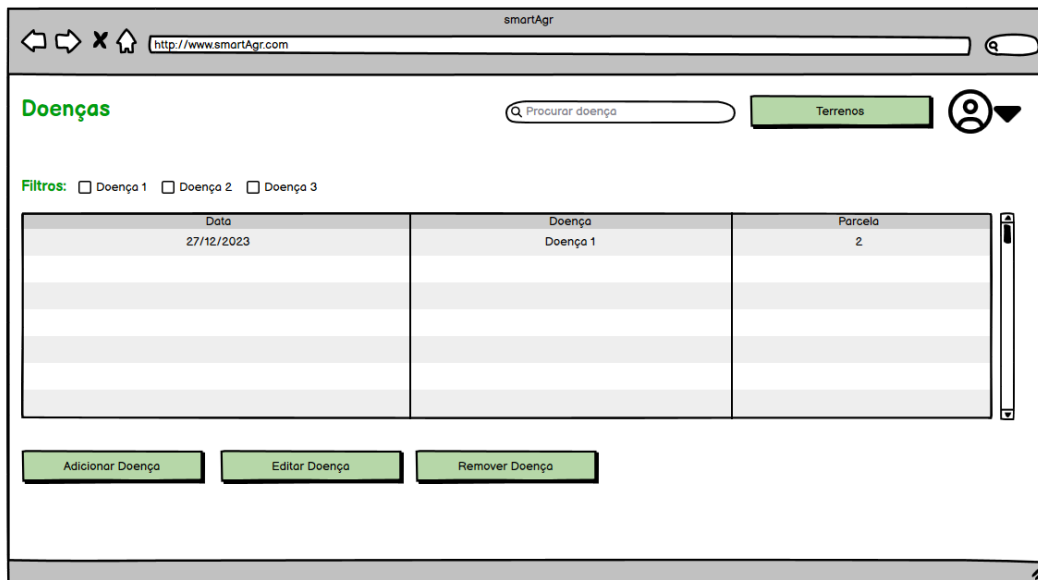 smartAgr
http://www.smartAgr.com
Doenças
Procurar doença
Terrenos
Filtros: Doença 1 Doença 2 Doença 3
Data Doença Parcela
27/12/2023 Doença 1 2
Adicionar Doença Editar Doença Remover Doença